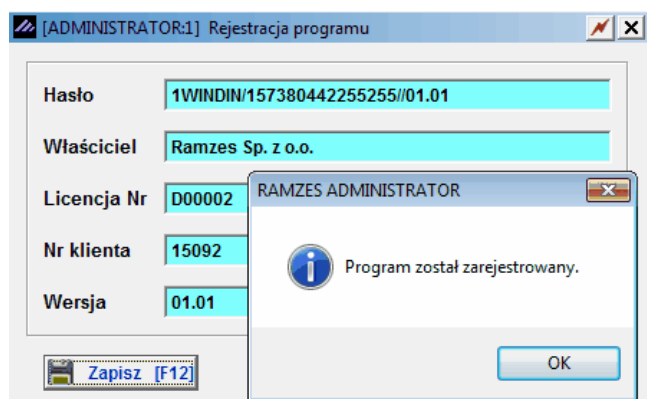 [ADMINISTRATOR:1] Rejestracja programu
Hasło 1WINDIN/157380442255255//01.01
Właściciel Ramzes Sp. z o.o.
Licencja Nr D00002
Nr klienta 15092
Wersja 01.01
Zapisz [F12]
RAMZES ADMINISTRATOR
Program został zarejestrowany.
OK